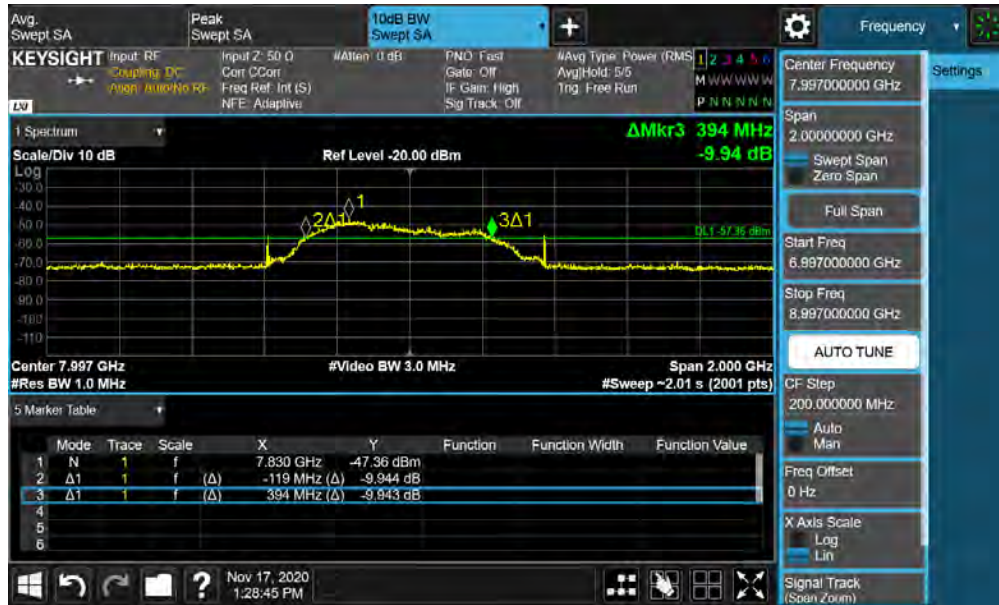 Avg.
Swept SA
Peak
Swept SA
10dB BW
Swept SA
Frequency
KEYSIGHT
Input: RF
Coupling: DC
Align: Auto/No RF
Input Z: 50 Ω
Corr CCorr
Freq Ref: Int (S)
NFE: Adaptive
#Atten: 0 dB
PNO: Fast
Gate: Off
IF Gain: High
Sig Track: Off
#Avg Type: Power (RMS
Avg|Hold: 5/5
Trig: Free Run
1 2 3 4 5 6
M W W W W W
P N N N N N
LXI
1 Spectrum
ΔMkr3 394 MHz
-9.94 dB
Scale/Div 10 dB
Ref Level -20.00 dBm
Log
-30.0
-40.0
-50.0
-60.0
-70.0
-80.0
-90.0
-100
-110
2Δ1
1
3Δ1
DL1 -57.36 dBm
Center 7.997 GHz
#Video BW 3.0 MHz
Span 2.000 GHz
#Res BW 1.0 MHz
#Sweep ~2.01 s (2001 pts)
5 Marker Table
Mode Trace Scale X Y Function Function Width Function Value
1 N 1 f 7.830 GHz -47.36 dBm
2 Δ1 1 f (Δ) -119 MHz (Δ) -9.944 dB
3 Δ1 1 f (Δ) 394 MHz (Δ) -9.943 dB
4
5
6
Nov 17, 2020
1:28:45 PM
Settings
Center Frequency
7.997000000 GHz
Span
2.00000000 GHz
Swept Span
Zero Span
Full Span
Start Freq
6.997000000 GHz
Stop Freq
8.997000000 GHz
AUTO TUNE
CF Step
200.000000 MHz
Auto
Man
Freq Offset
0 Hz
X Axis Scale
Log
Lin
Signal Track
(Span Zoom)